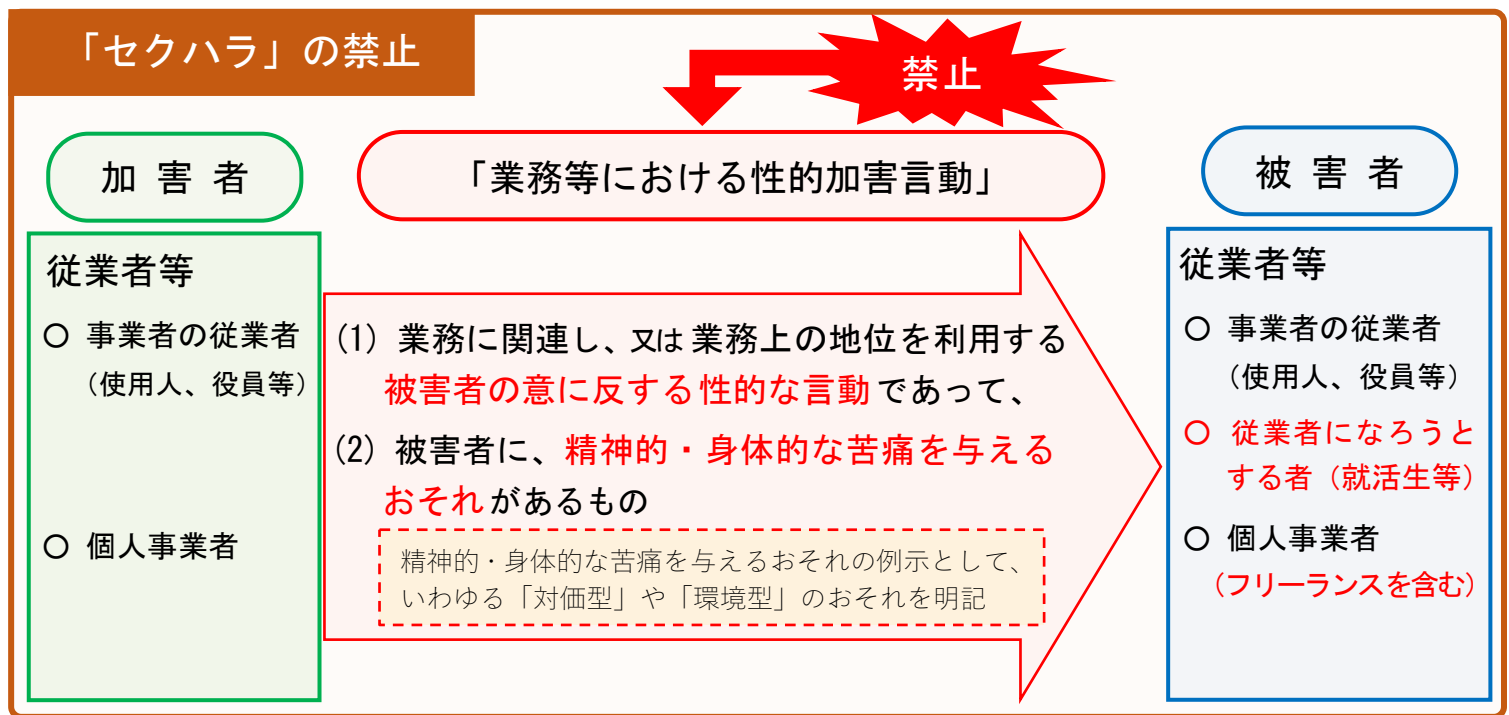 「セクハラ」の禁止
禁止
加害者
「業務等における性的加害言動」
被害者
従業者等
〇 事業者の従業者
（使用人、役員等）
〇 個人事業者
(1) 業務に関連し、又は業務上の地位を利用する
被害者の意に反する性的な言動であって、
(2) 被害者に、精神的・身体的な苦痛を与える
おそれがあるもの
精神的・身体的な苦痛を与えるおそれの例示として、
いわゆる「対価型」や「環境型」のおそれを明記
従業者等
〇 事業者の従業者
（使用人、役員等）
〇 従業者になろうと
する者（就活生等）
〇 個人事業者
（フリーランスを含む）